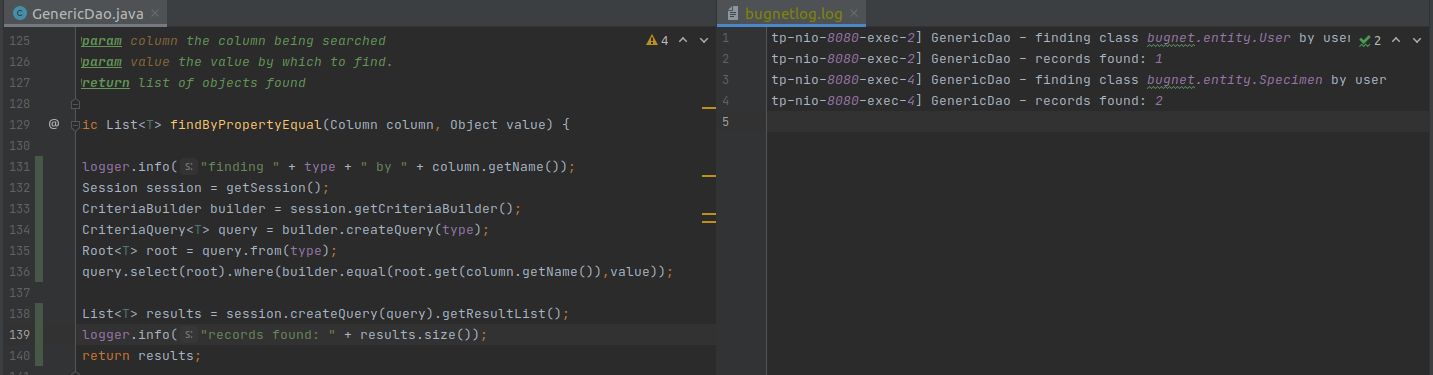 GenericDao.java
125 param column the column being searched
126 param value the value by which to find.
127 return list of objects found
128
129 @ ic List<T> findByPropertyEqual(Column column, Object value) {
130
131 logger.info( s: "finding " + type + " by " + column.getName());
132 Session session = getSession();
133 CriteriaBuilder builder = session.getCriteriaBuilder();
134 CriteriaQuery<T> query = builder.createQuery(type);
135 Root<T> root = query.from(type);
136 query.select(root).where(builder.equal(root.get(column.getName()),value));
137
138 List<T> results = session.createQuery(query).getResultList();
139 logger.info( s: "records found: " + results.size());
140 return results;
4
bugnetlog.log
1 tp-nio-8080-exec-2] GenericDao - finding class bugnet.entity.User by user
2 tp-nio-8080-exec-2] GenericDao - records found: 1
3 tp-nio-8080-exec-4] GenericDao - finding class bugnet.entity.Specimen by user
4 tp-nio-8080-exec-4] GenericDao - records found: 2
5
2